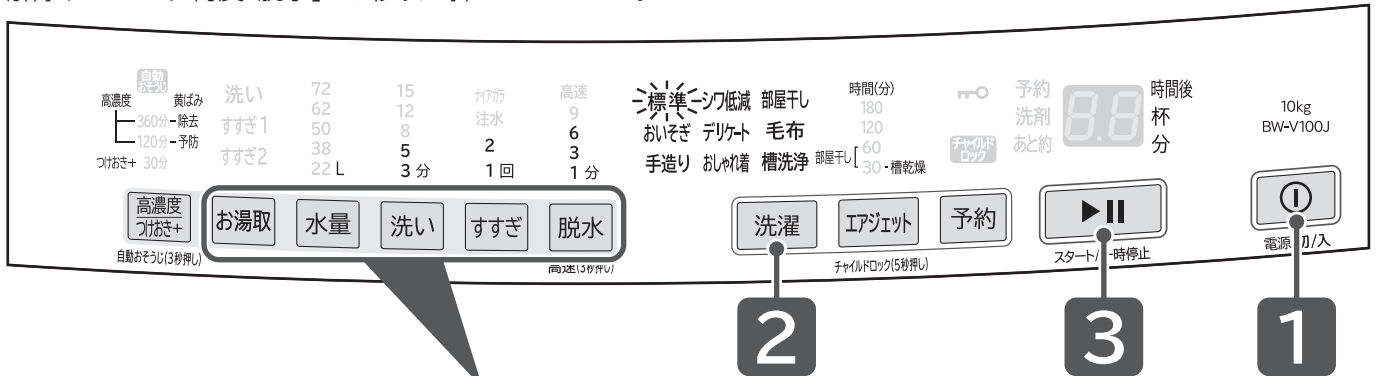 自動
おそうじ
高濃度 黄ばみ
360分-除去
120分-予防
つけおき+ 30分
洗い
すすぎ1
すすぎ2
72
62
50
38
22 L
15
12
8
5
3 分
ナイアガラ
注水
2
1 回
高速
9
6
3
1 分
標準 シワ低減 部屋干し
おいそぎ デリケート 毛布
手造り おしゃれ着 槽洗浄
時間(分)
180
120
部屋干し 60
30-槽乾燥
チャイルド
ロック
予約
洗剤
あと約
8.8
時間後
杯
分
10kg
BW-V100J
高濃度
つけおき+
自動おそうじ(3秒押し)
お湯取
水量
洗い
すすぎ
脱水
高速(3秒押し)
洗濯
エアジェット
予約
チャイルドロック(5秒押し)
スタート/一時停止
電源 切/入
2
3
1